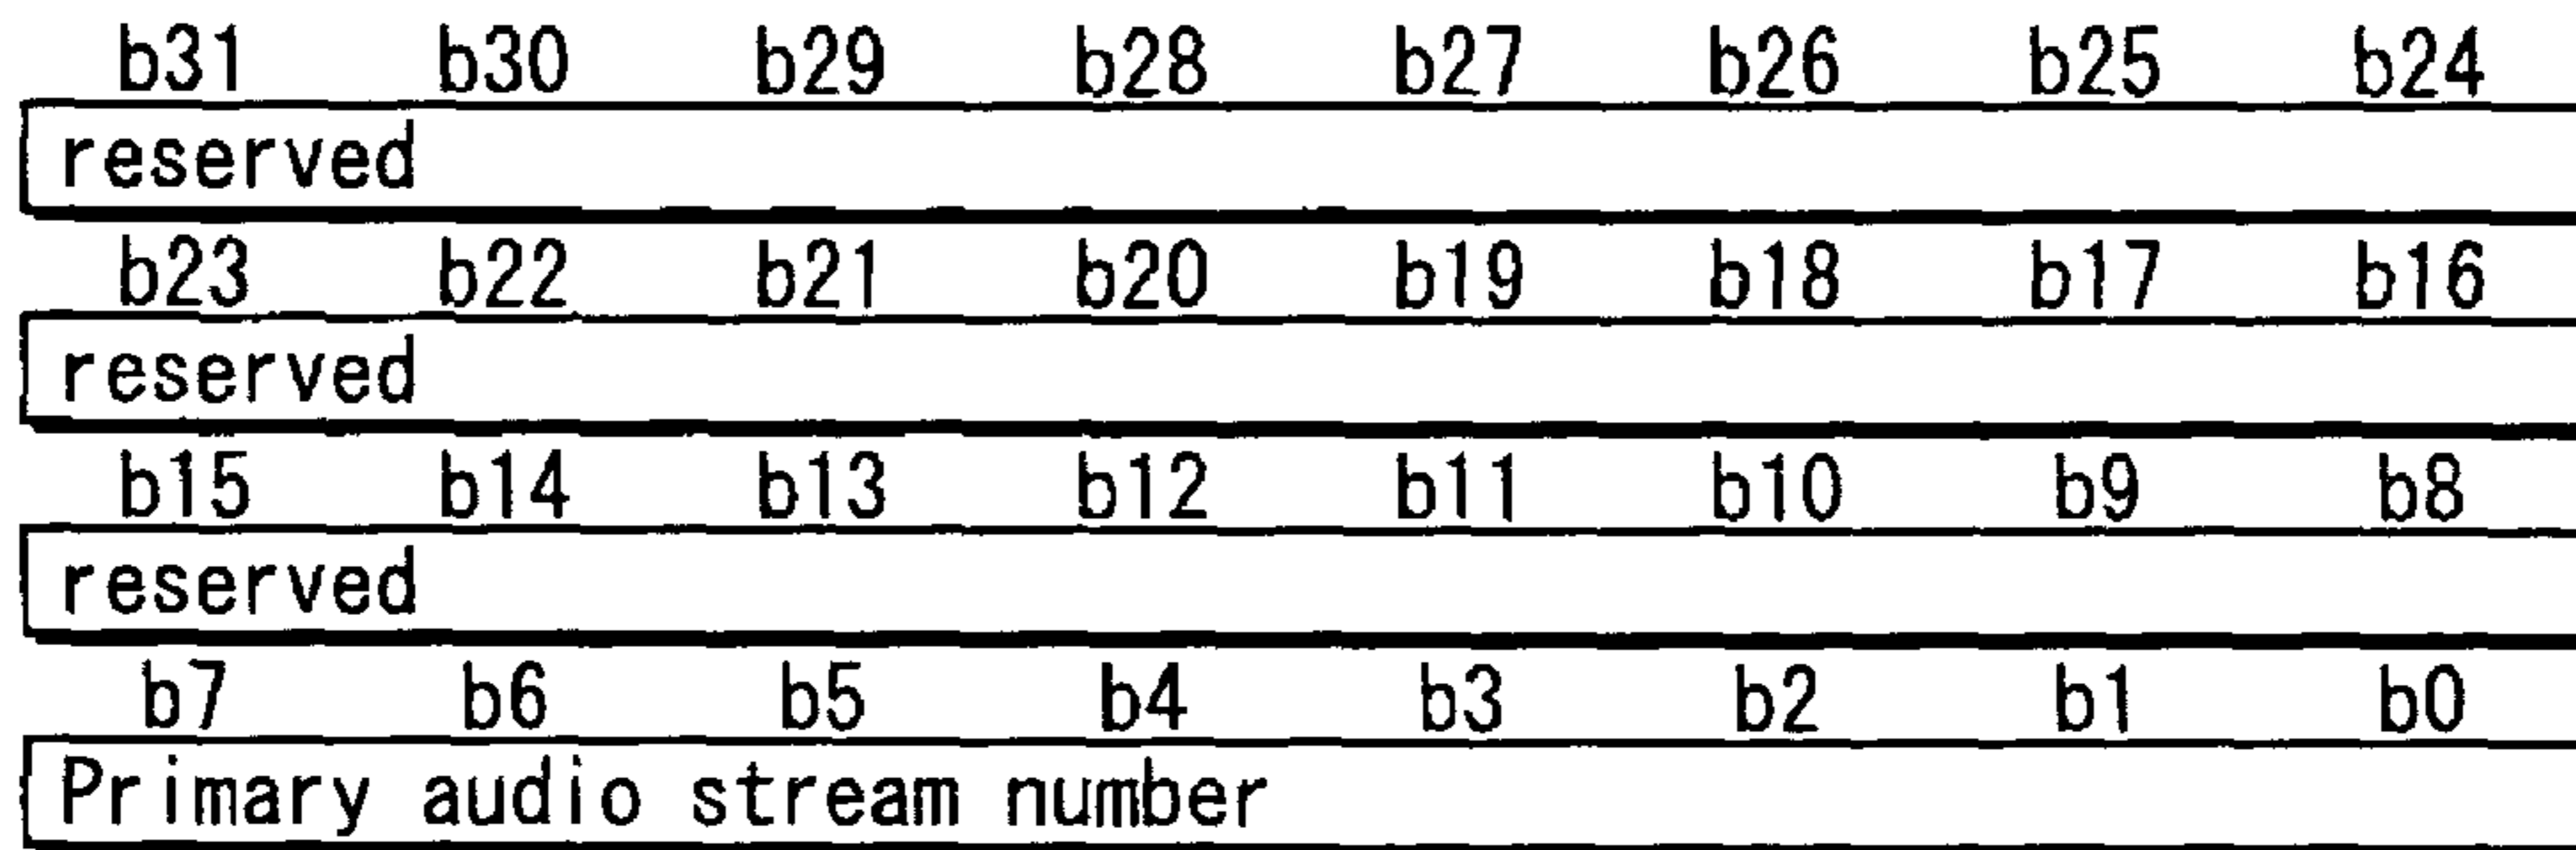 b31 b30 b29 b28 b27 b26 b25 b24
reserved
b23 b22 b21 b20 b19 b18 b17 b16
reserved
b15 b14 b13 b12 b11 b10 b9 b8
reserved
b7 b6 b5 b4 b3 b2 b1 b0
Primary audio stream number